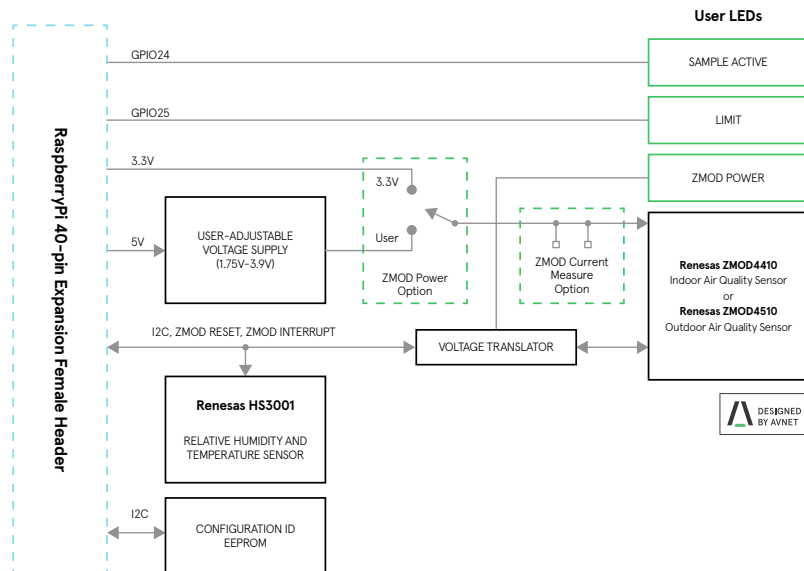 User LEDs
GPIO24
SAMPLE ACTIVE
GPIO25
LIMIT
3.3V
ZMOD POWER
3.3V
User
ZMOD Power
Option
5V
USER-ADJUSTABLE
VOLTAGE SUPPLY
(1.75V-3.9V)
ZMOD Current
Measure
Option
Renesas ZMOD4410
Indoor Air Quality Sensor
or
Renesas ZMOD4510
Outdoor Air Quality Sensor
RaspberryPi 40-pin Expansion Female Header
I2C, ZMOD RESET, ZMOD INTERRUPT
VOLTAGE TRANSLATOR
Renesas HS3001
RELATIVE HUMIDITY AND
TEMPERATURE SENSOR
DESIGNED
BY AVNET
I2C
CONFIGURATION ID
EEPROM